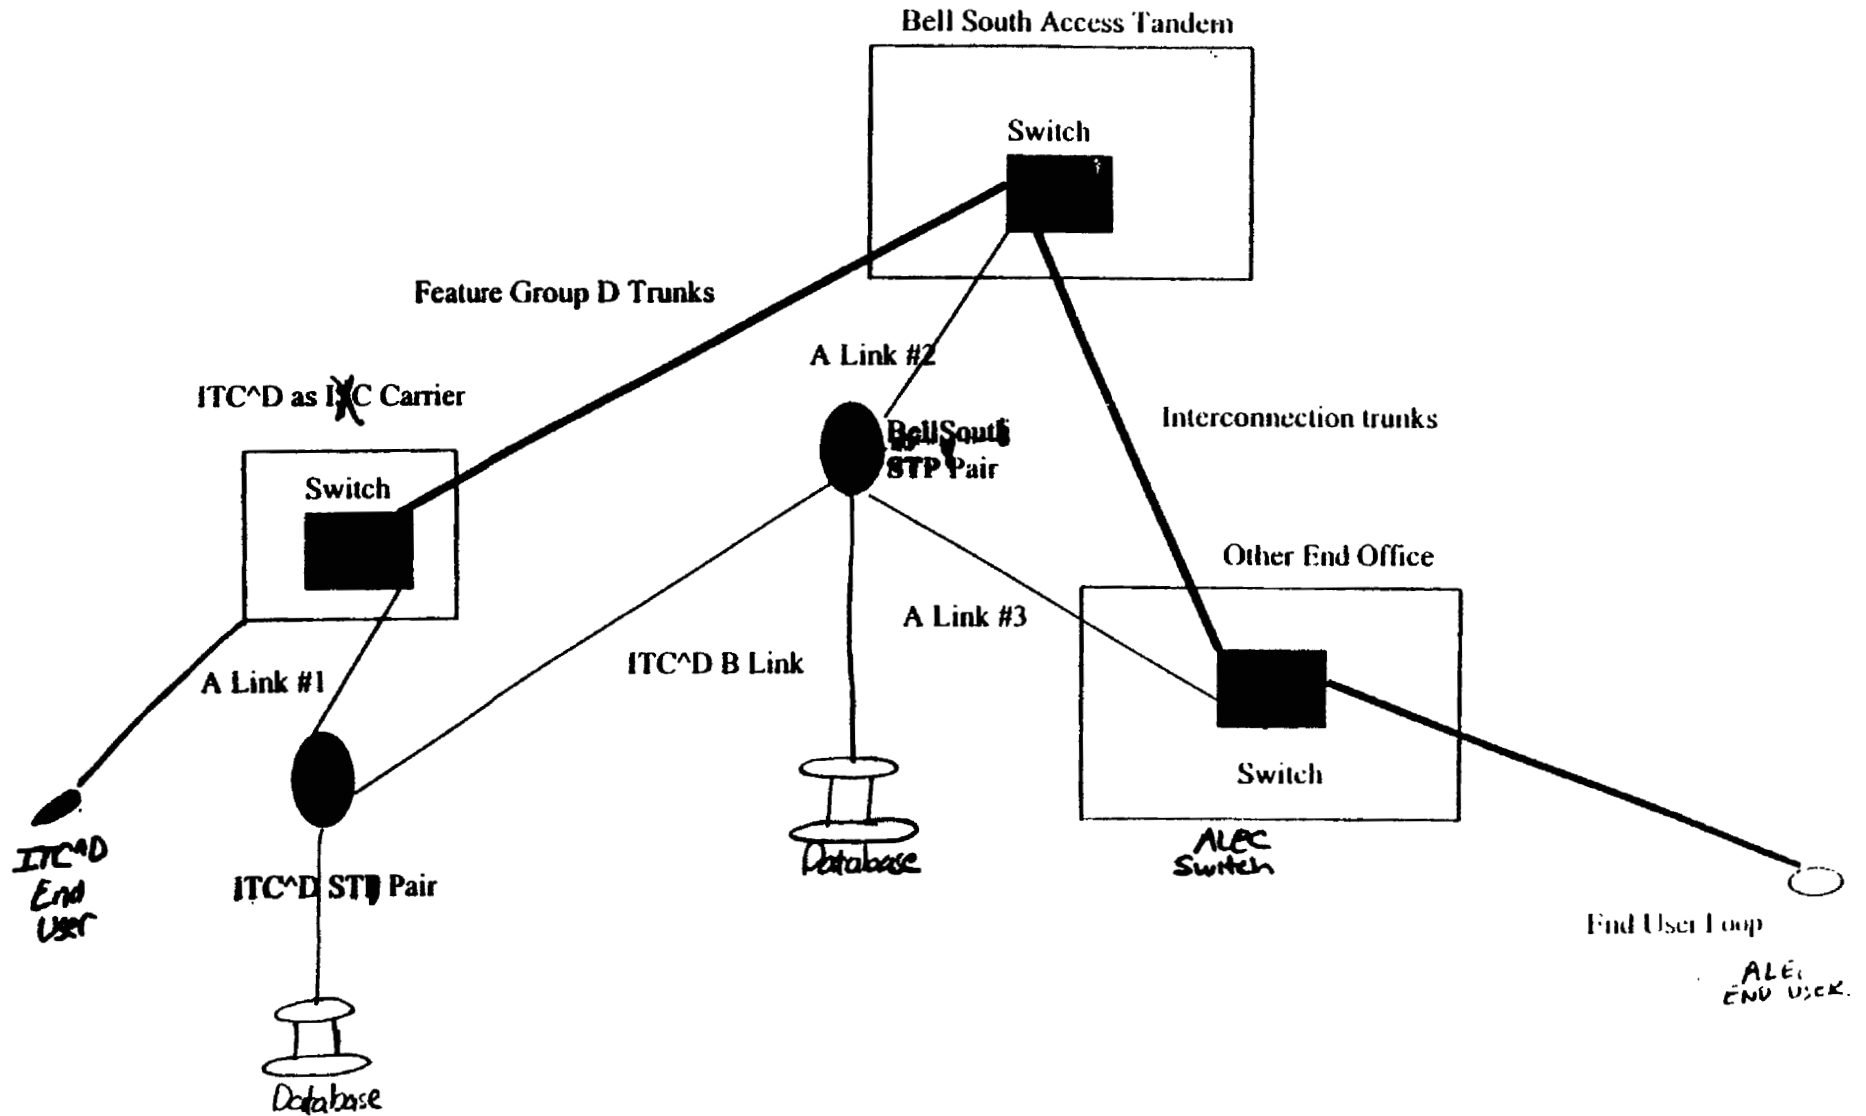 Bell South Access Tandem
Switch
Feature Group D Trunks
A Link #2
ITC^D as IXC Carrier
BellSouth
STP Pair
Interconnection trunks
Switch
Other End Office
A Link #3
ITC^D B Link
A Link #1
Switch
ALEC
Switch
ITC^D
End
User
Database
ITC^D STP Pair
End User Loop
END USER
Database